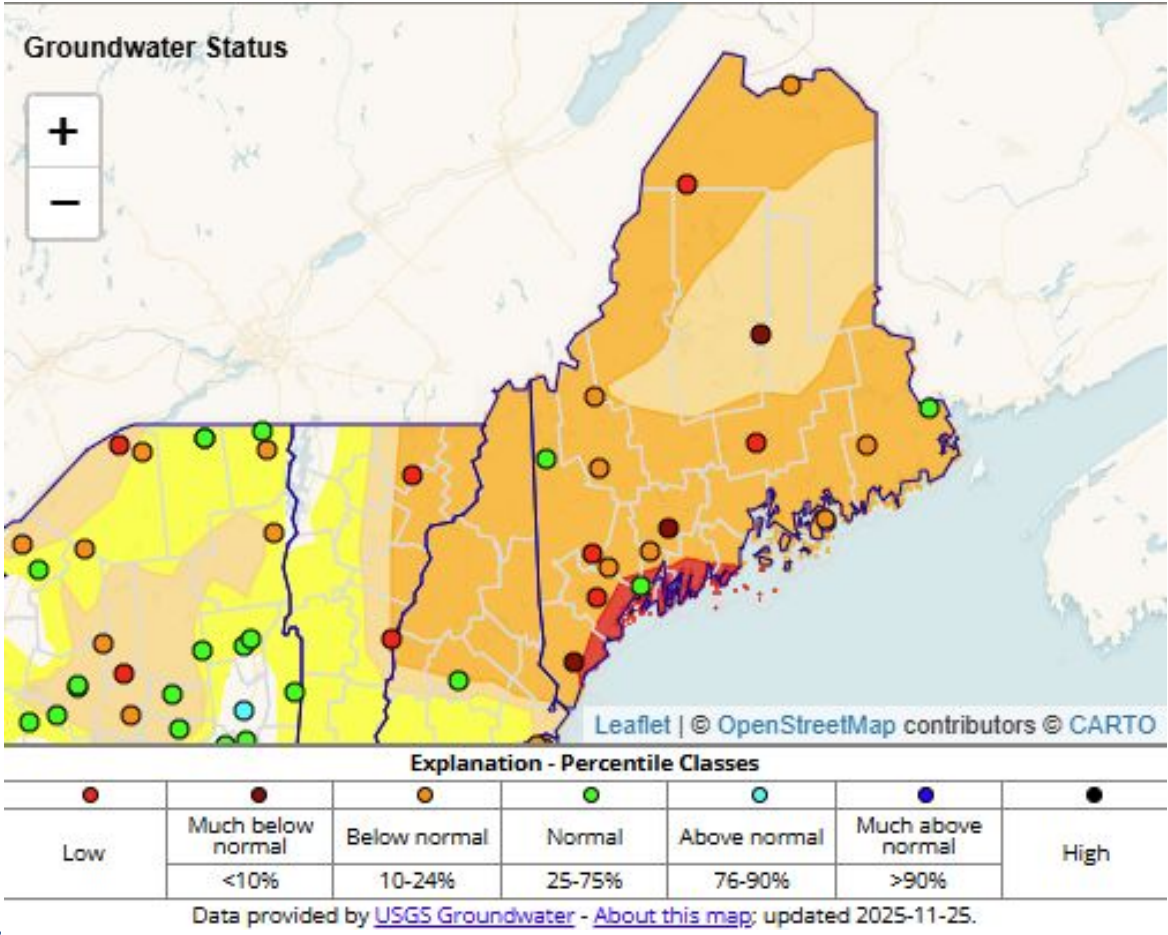 Groundwater Status
+
−
Leaflet | © OpenStreetMap contributors © CARTO
Explanation - Percentile Classes
Low
Much below normal
Below normal
Normal
Above normal
Much above normal
High
<10%
10-24%
25-75%
76-90%
>90%
Data provided by USGS Groundwater - About this map; updated 2025-11-25.